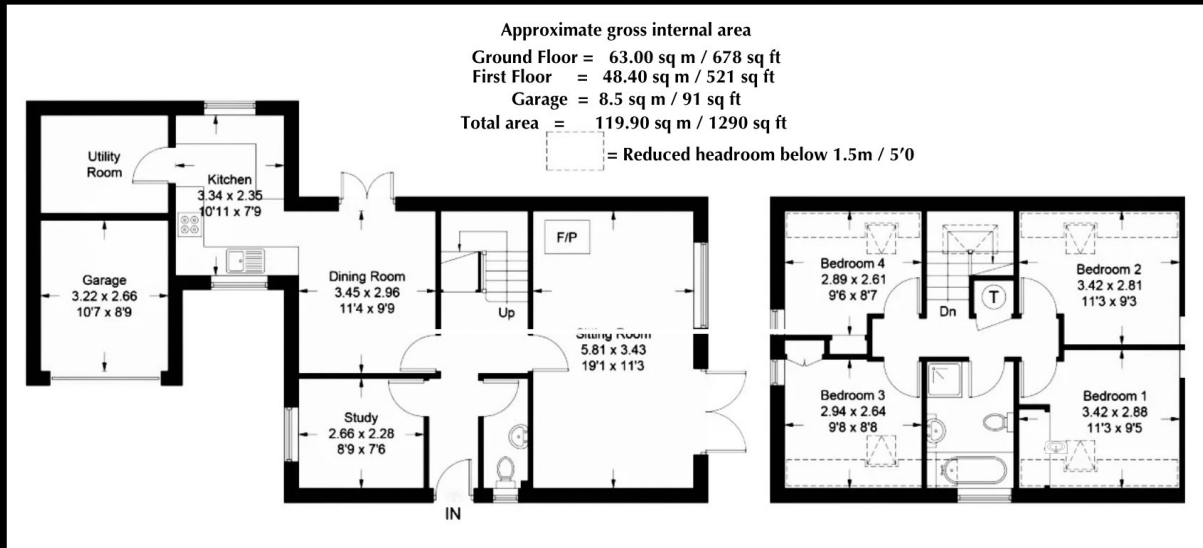 Approximate gross internal area
Ground Floor = 63.00 sq m / 678 sq ft
First Floor = 48.40 sq m / 521 sq ft
Garage = 8.5 sq m / 91 sq ft
Total area = 119.90 sq m / 1290 sq ft
= Reduced headroom below 1.5m / 5'0
Utility
Room
Kitchen
3.34 x 2.35
10'11 x 7'9
Garage
3.22 x 2.66
10'7 x 8'9
Dining Room
3.45 x 2.96
11'4 x 9'9
Up
F/P
Sitting Room
5.81 x 3.43
19'1 x 11'3
Study
2.66 x 2.28
8'9 x 7'6
IN
Bedroom 4
2.89 x 2.61
9'6 x 8'7
Dn
T
Bedroom 2
3.42 x 2.81
11'3 x 9'3
Bedroom 3
2.94 x 2.64
9'8 x 8'8
Bedroom 1
3.42 x 2.88
11'3 x 9'5